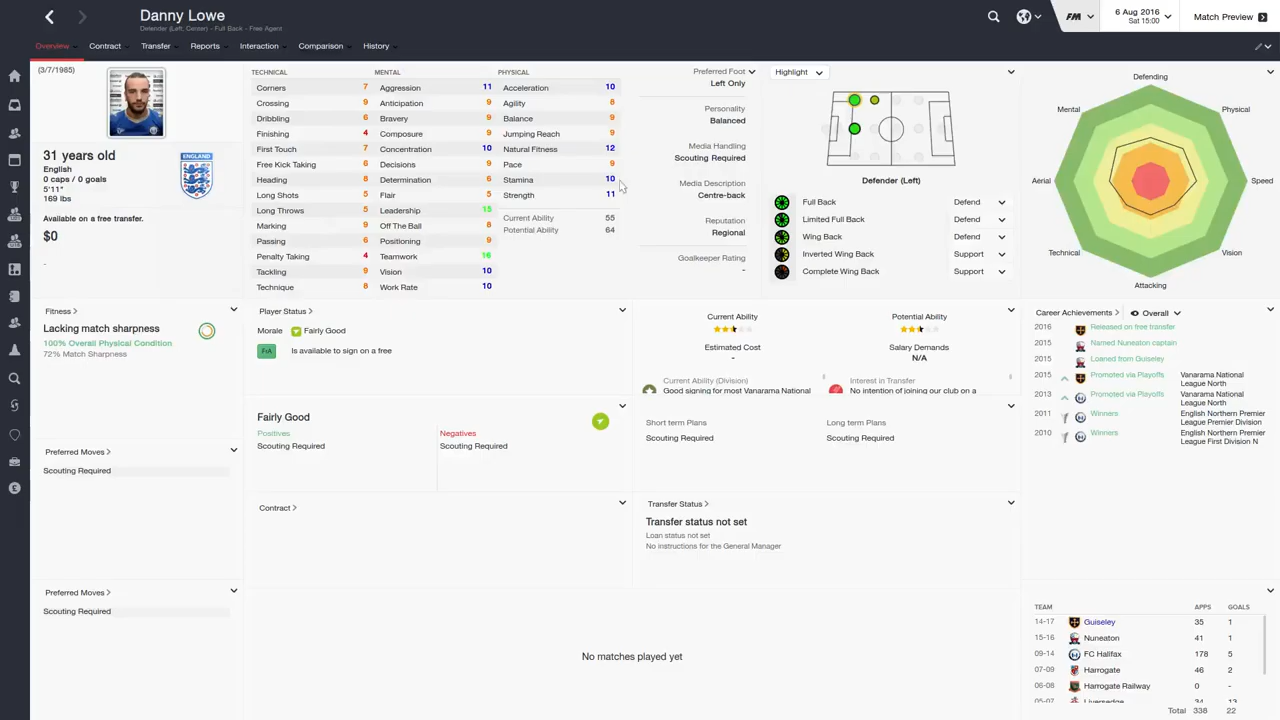 Danny Lowe
Defender (Left, Center) - Full Back - Free Agent
FM
6 Aug 2016
Sat 15:00
Match Preview
Overview
Contract
Transfer
Reports
Interaction
Comparison
History
(3/7/1985)
31 years old
English
0 caps / 0 goals
5'11"
169 lbs
ENGLAND
Available on a free transfer.
$0
-
TECHNICAL
Corners 7
Crossing 9
Dribbling 6
Finishing 4
First Touch 7
Free Kick Taking 6
Heading 8
Long Shots 5
Long Throws 5
Marking 9
Passing 6
Penalty Taking 4
Tackling 9
Technique 8
MENTAL
Aggression 11
Anticipation 9
Bravery 9
Composure 9
Concentration 10
Decisions 9
Determination 6
Flair 5
Leadership 15
Off The Ball 8
Positioning 9
Teamwork 16
Vision 10
Work Rate 10
PHYSICAL
Acceleration 10
Agility 8
Balance 9
Jumping Reach 9
Natural Fitness 12
Pace 9
Stamina 10
Strength 11
Current Ability 55
Potential Ability 64
Preferred Foot
Left Only
Personality
Balanced
Media Handling
Scouting Required
Media Description
Centre-back
Reputation
Regional
Goalkeeper Rating
-
Highlight
Defender (Left)
Full Back Defend
Limited Full Back Defend
Wing Back Defend
Inverted Wing Back Support
Complete Wing Back Support
Defending
Physical
Speed
Vision
Attacking
Technical
Aerial
Mental
Fitness >
Lacking match sharpness
100% Overall Physical Condition
72% Match Sharpness
Player Status >
Morale Fairly Good
FrA Is available to sign on a free
Current Ability
Estimated Cost
-
Current Ability (Division)
Good signing for most Vanarama National
Potential Ability
Salary Demands
N/A
Interest in Transfer
No intention of joining our club on a
Career Achievements > Overall
2016 Released on free transfer
2015 Named Nuneaton captain
2015 Loaned from Guiseley
2015 Promoted via Playoffs Vanarama National
League North
2013 Promoted via Playoffs Vanarama National
League North
2011 Winners English Northern Premier
League Premier Division
2010 Winners English Northern Premier
League First Division N
Fairly Good
Positives
Scouting Required
Negatives
Scouting Required
Short term Plans
Scouting Required
Long term Plans
Scouting Required
Preferred Moves >
Scouting Required
Contract >
Transfer Status >
Transfer status not set
Loan status not set
No instructions for the General Manager
Preferred Moves >
Scouting Required
No matches played yet
TEAM APPS GOALS
14-17 Guiseley 35 1
15-16 Nuneaton 41 1
09-14 FC Halifax 178 5
07-09 Harrogate 46 2
06-08 Harrogate Railway 0 -
05-07 Liversedge 34 13
Total 338 22